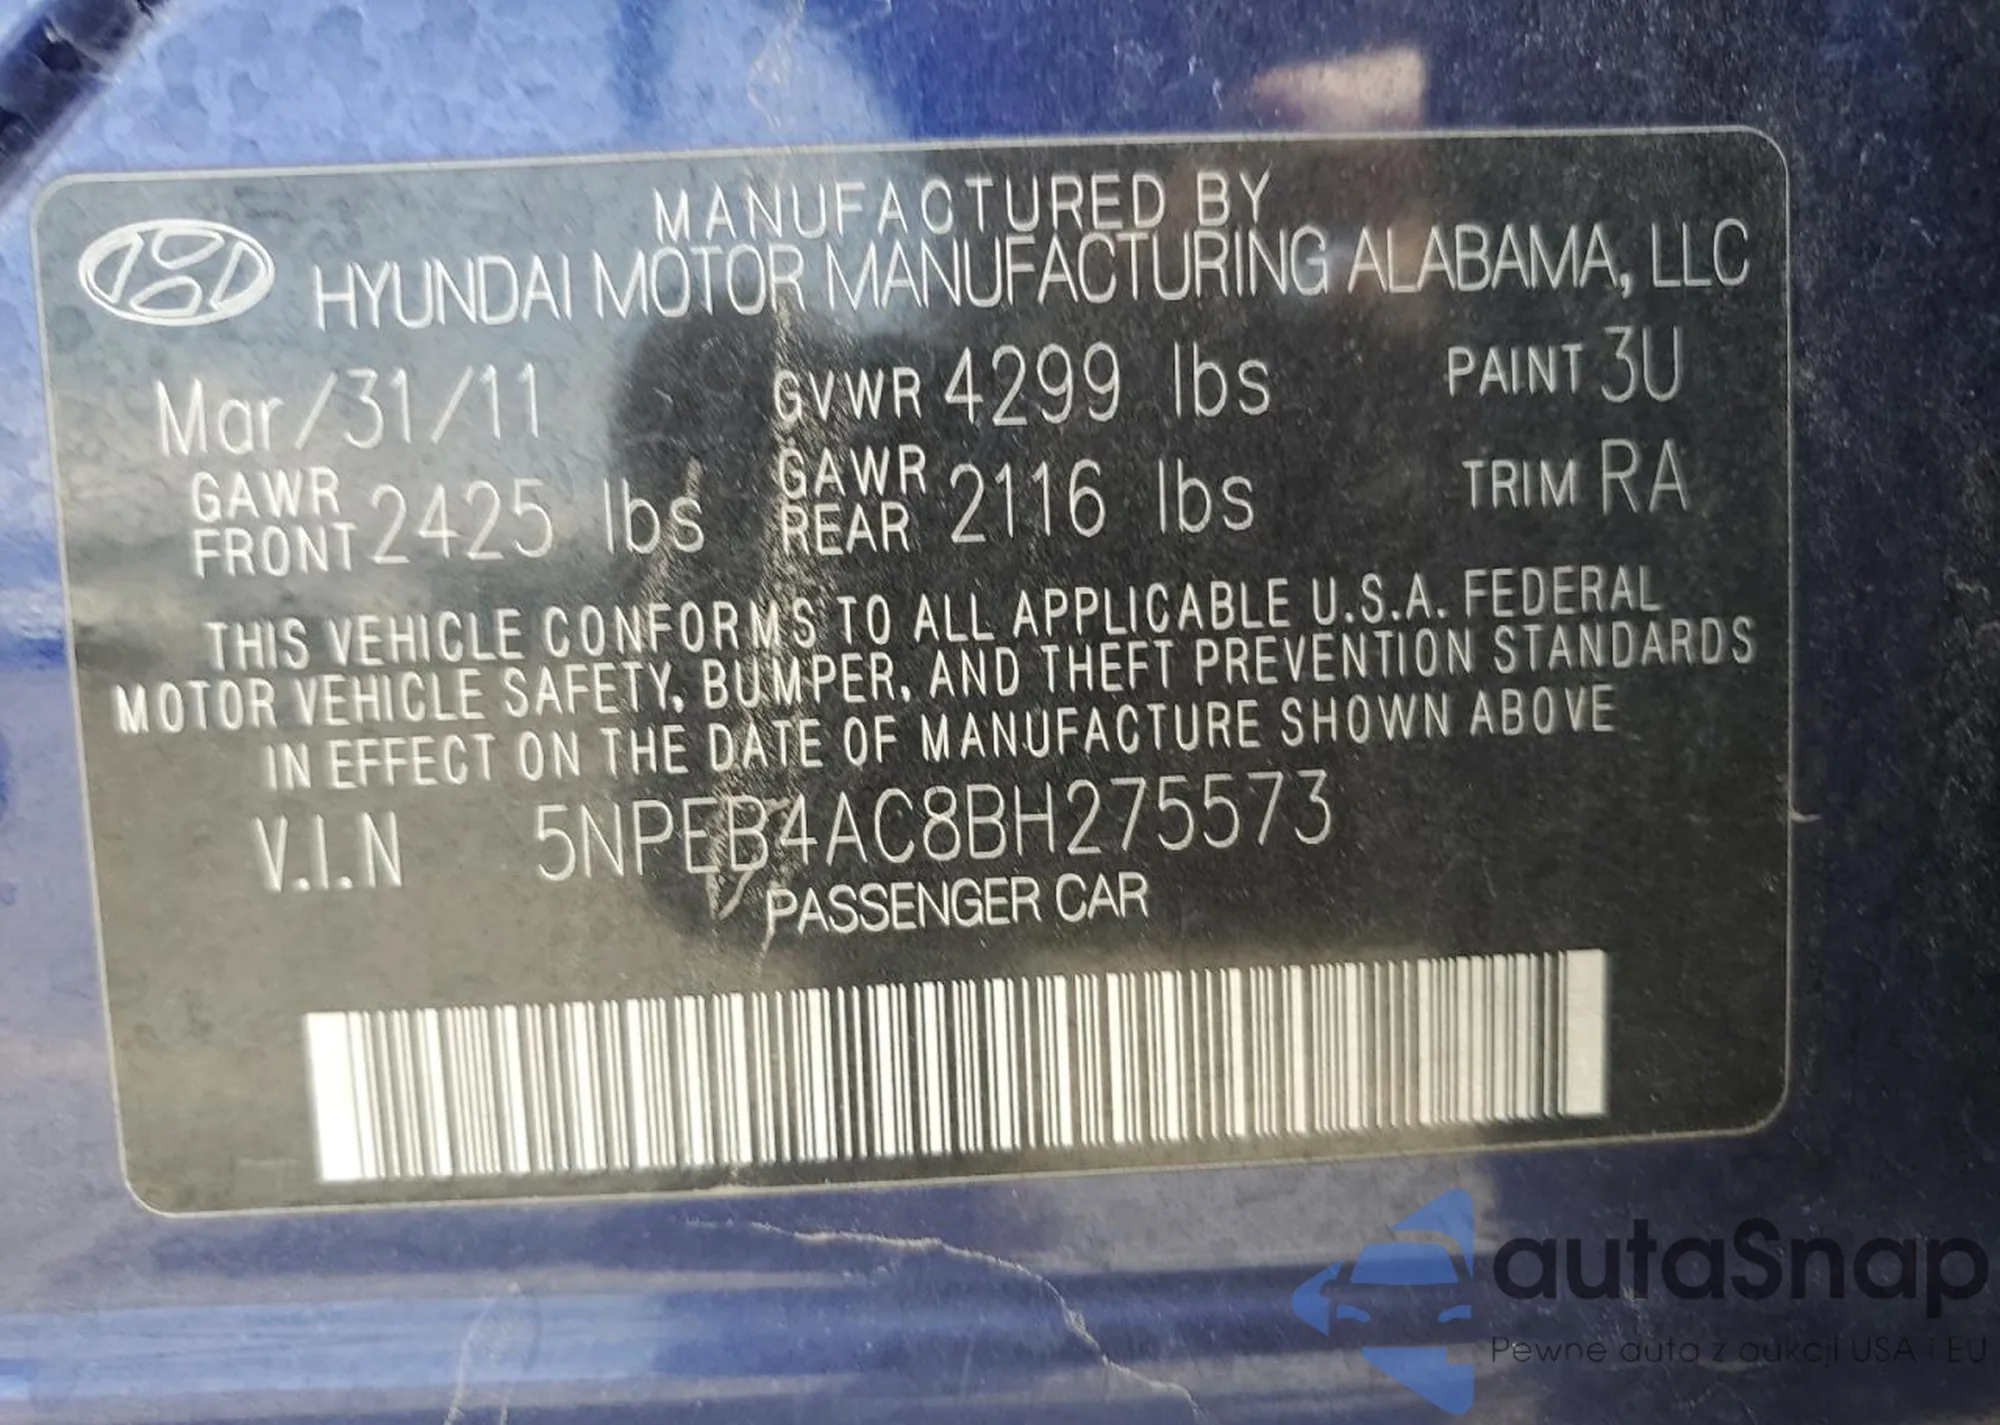 MANUFACTURED BY
HYUNDAI MOTOR MANUFACTURING ALABAMA, LLC
Mar/31/11 GVWR 4299 lbs PAINT 3U
GAWR FRONT 2425 lbs GAWR REAR 2116 lbs TRIM RA
THIS VEHICLE CONFORMS TO ALL APPLICABLE U.S.A. FEDERAL
MOTOR VEHICLE SAFETY, BUMPER, AND THEFT PREVENTION STANDARDS
IN EFFECT ON THE DATE OF MANUFACTURE SHOWN ABOVE
V.I.N 5NPEB4AC8BH275573
PASSENGER CAR
autaSnap
Pewne auta z aukcji USA i EU